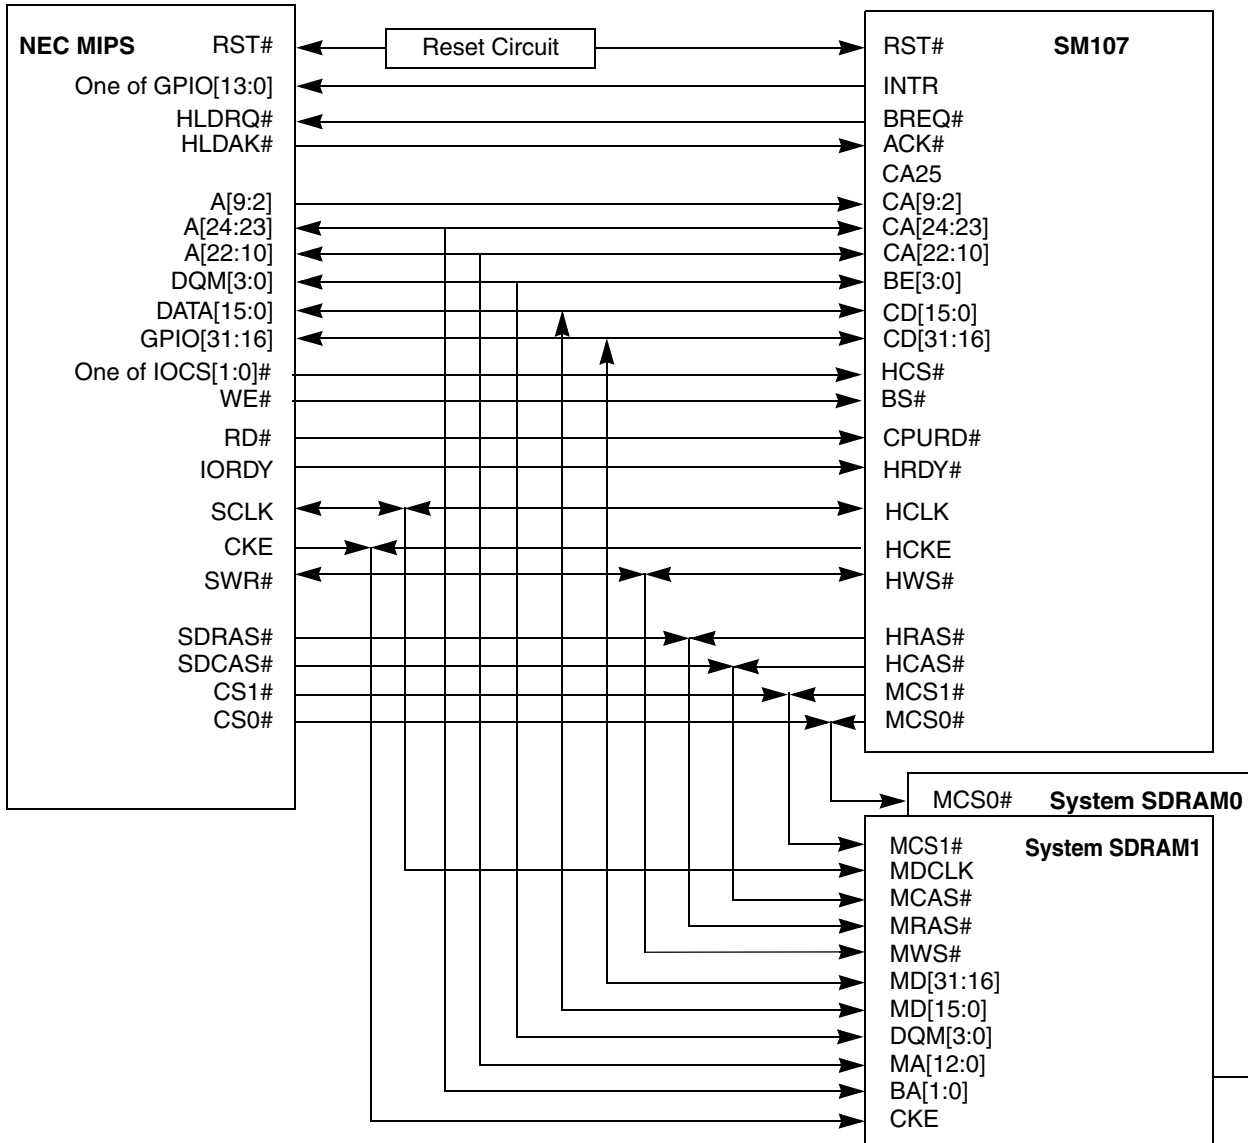 NEC MIPS RST# Reset Circuit RST# SM107
One of GPIO[13:0] INTR
HLDRQ# BREQ#
HLDAK# ACK#
CA25
A[9:2] CA[9:2]
A[24:23] CA[24:23]
A[22:10] CA[22:10]
DQM[3:0] BE[3:0]
DATA[15:0] CD[15:0]
GPIO[31:16] CD[31:16]
One of IOCS[1:0]# HCS#
WE# BS#
RD# CPURD#
IORDY HRDY#
SCLK HCLK
CKE HCKE
SWR# HWS#
SDRAS# HRAS#
SDCAS# HCAS#
CS1# MCS1#
CS0# MCS0#
MCS0# System SDRAM0
MCS1# System SDRAM1
MDCLK
MCAS#
MRAS#
MWS#
MD[31:16]
MD[15:0]
DQM[3:0]
MA[12:0]
BA[1:0]
CKE